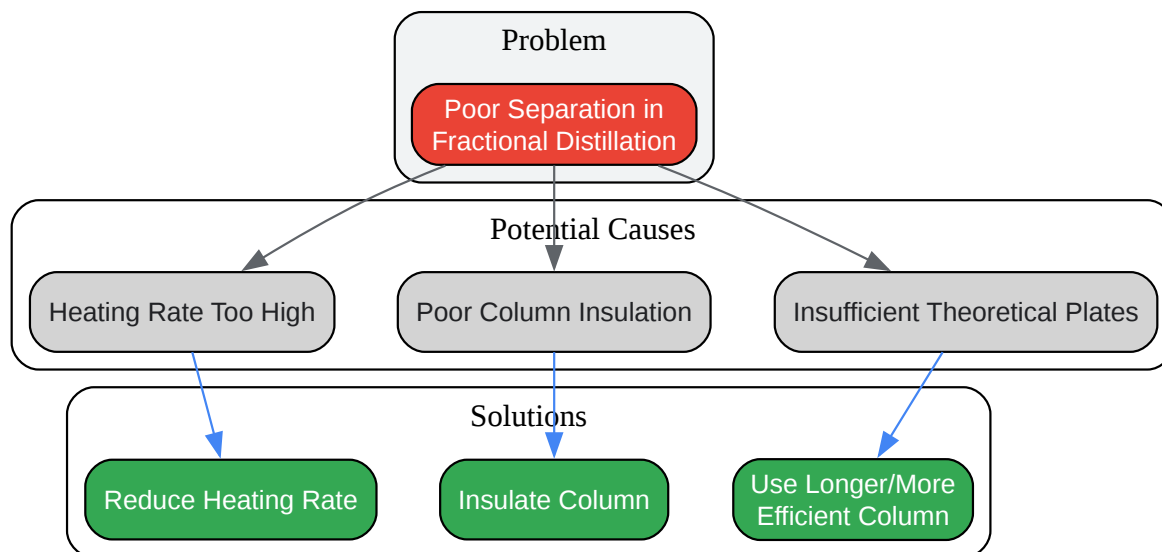 Problem
Poor Separation in
Fractional Distillation
Potential Causes
Heating Rate Too High
Poor Column Insulation
Insufficient Theoretical Plates
Solutions
Reduce Heating Rate
Insulate Column
Use Longer/More
Efficient Column